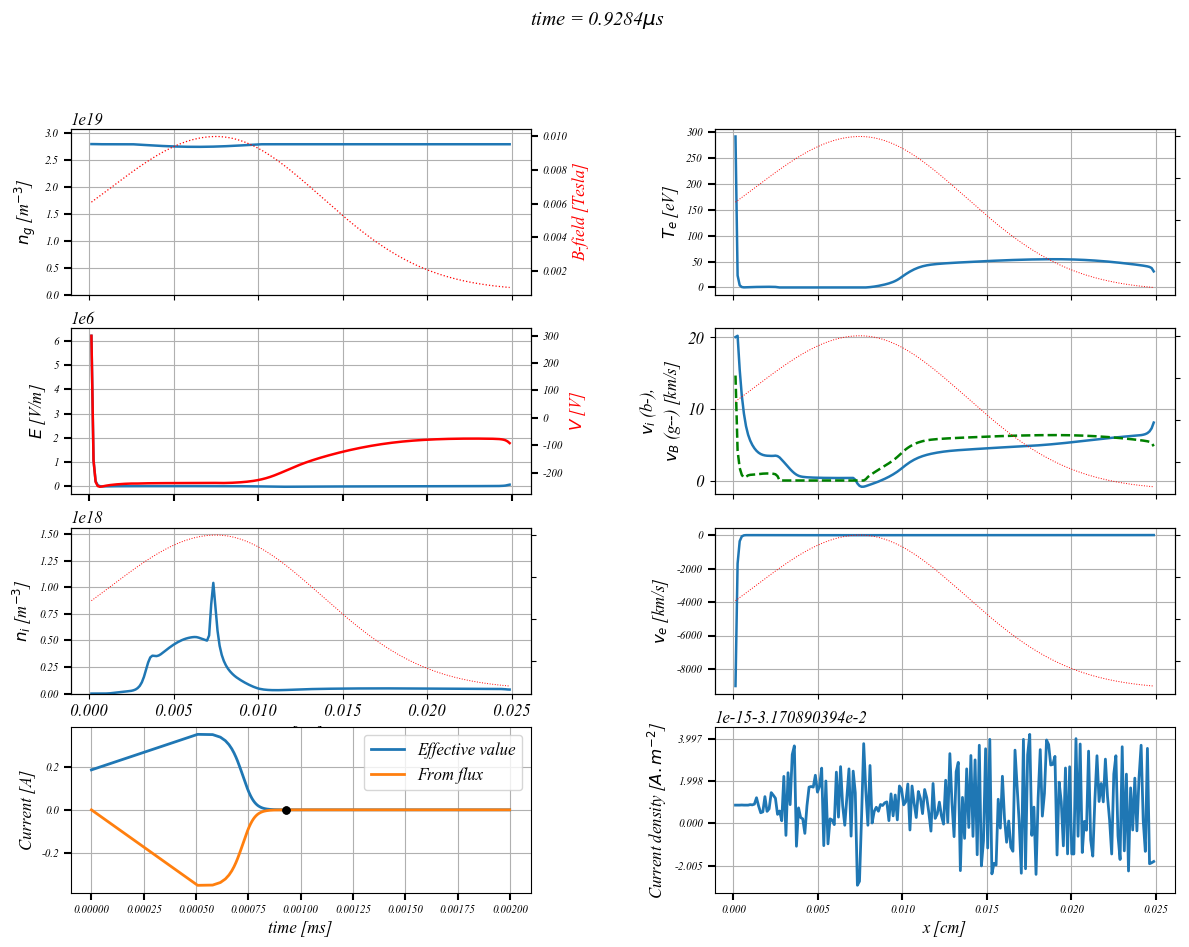 time = 0.9284μs
1e19
3.0
2.5
2.0
1.5
1.0
0.5
0.0
n_g [m^{-3}]
0.010
0.008
0.006
0.004
0.002
B-field [Tesla]
300
250
200
150
100
50
0
T_e [eV]
1e6
6
5
4
3
2
1
0
E [V/m]
300
200
100
0
-100
-200
V [V]
20
10
0
v_i (b-),
v_B (g--) [km/s]
1e18
1.50
1.25
1.00
0.75
0.50
0.25
0.00
n_i [m^{-3}]
0.000 0.005 0.010 0.015 0.020 0.025
0
-2000
-4000
-6000
-8000
v_e [km/s]
0.2
0.0
-0.2
Current [A]
Effective value
From flux
0.00000 0.00025 0.00050 0.00075 0.00100 0.00125 0.00150 0.00175 0.00200
time [ms]
1e-15-3.170890394e-2
3.997
1.998
0.000
-2.005
Current density [A.m^{-2}]
0.000 0.005 0.010 0.015 0.020 0.025
x [cm]